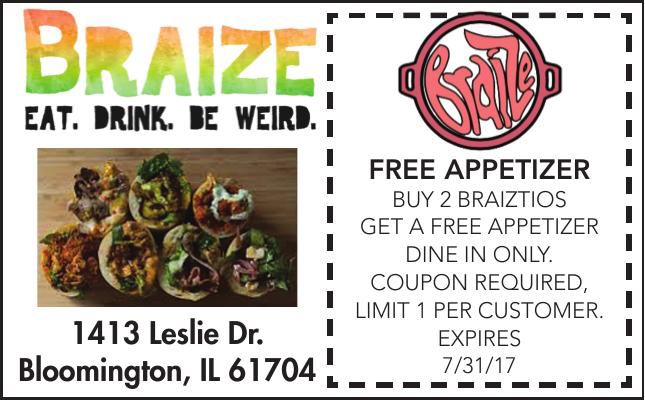 BRAIZE
EAT. DRINK. BE WEIRD.
1413 Leslie Dr.
Bloomington, IL 61704
Braize
FREE APPETIZER
BUY 2 BRAIZTIOS
GET A FREE APPETIZER
DINE IN ONLY.
COUPON REQUIRED,
LIMIT 1 PER CUSTOMER.
EXPIRES
7/31/17